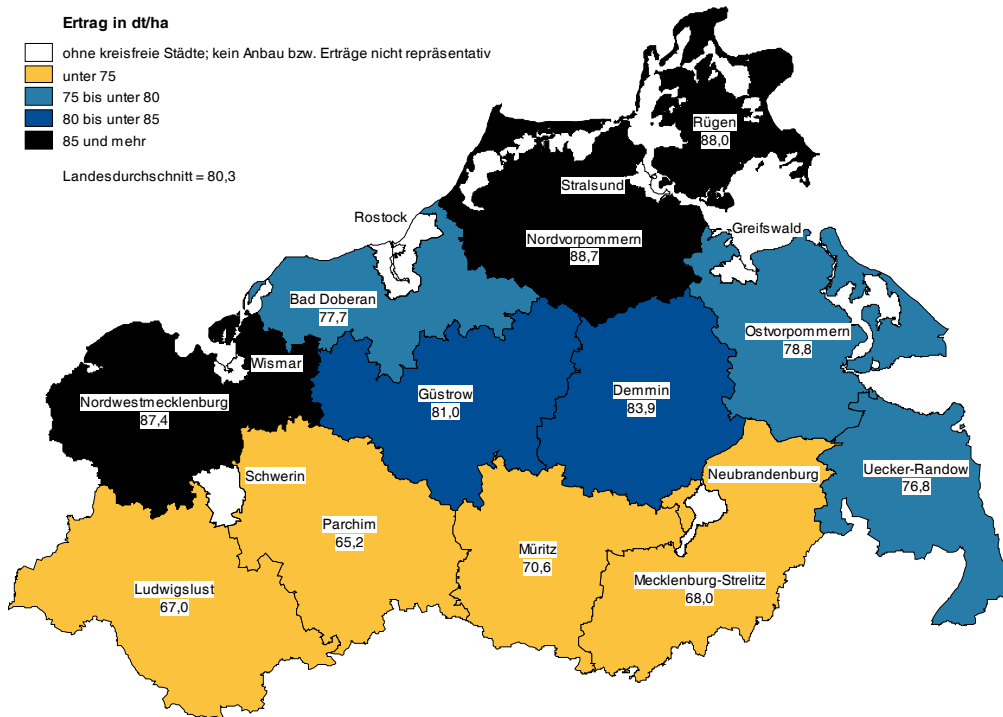 Ertrag in dt/ha
ohne kreisfreie Städte; kein Anbau bzw. Erträge nicht repräsentativ
unter 75
75 bis unter 80
80 bis unter 85
85 und mehr
Landesdurchschnitt = 80,3
Rügen
88,0
Stralsund
Rostock
Greifswald
Nordvorpommern
88,7
Bad Doberan
77,7
Ostvorpommern
78,8
Wismar
Nordwestmecklenburg
87,4
Güstrow
81,0
Demmin
83,9
Schwerin
Neubrandenburg
Uecker-Randow
76,8
Parchim
65,2
Müritz
70,6
Mecklenburg-Strelitz
68,0
Ludwigslust
67,0